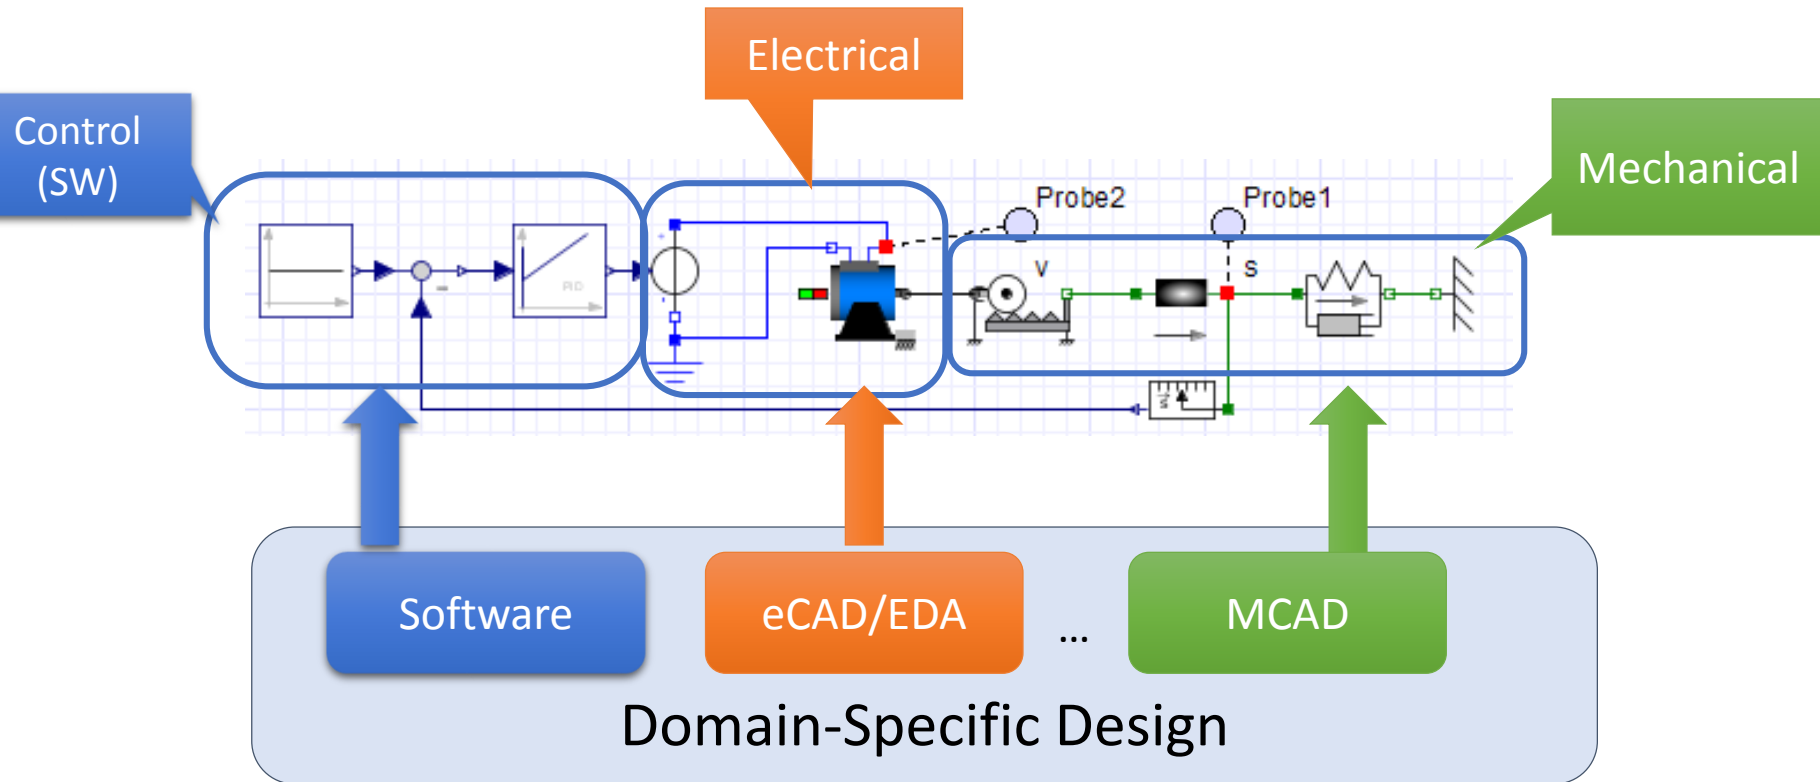 Electrical
Control
(SW)
Mechanical
Probe2
Probe1
V
S
PID
Software
eCAD/EDA
...
MCAD
Domain-Specific Design